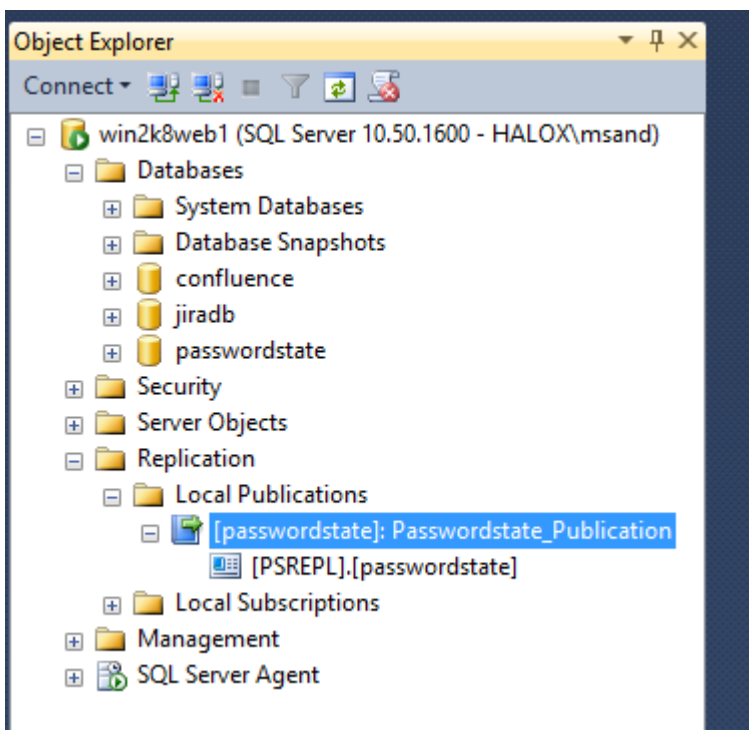 Object Explorer
Connect
win2k8web1 (SQL Server 10.50.1600 - HALOX\msand)
Databases
System Databases
Database Snapshots
confluence
jiradb
passwordstate
Security
Server Objects
Replication
Local Publications
[passwordstate]: Passwordstate_Publication
[PSREPL].[passwordstate]
Local Subscriptions
Management
SQL Server Agent